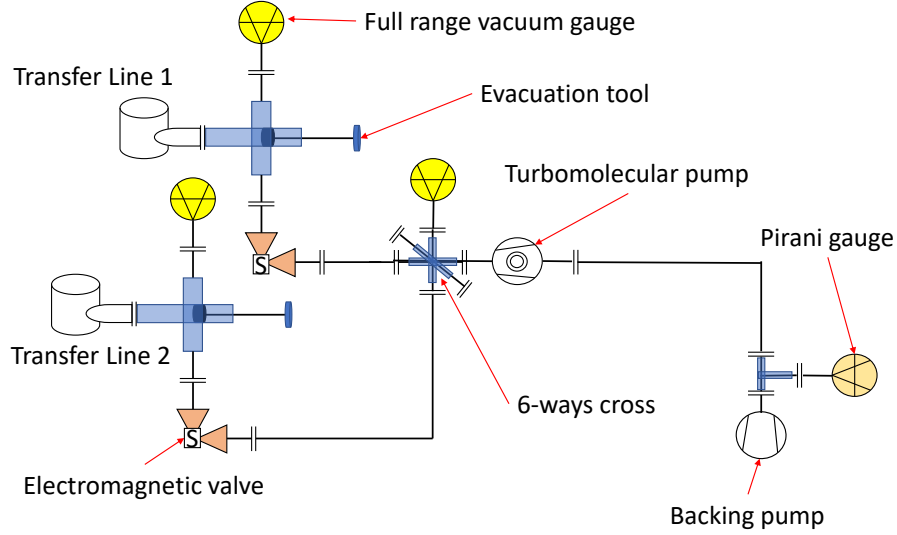 Full range vacuum gauge
Transfer Line 1
Evacuation tool
Turbomolecular pump
Pirani gauge
S
Transfer Line 2
6-ways cross
S
Electromagnetic valve
Backing pump